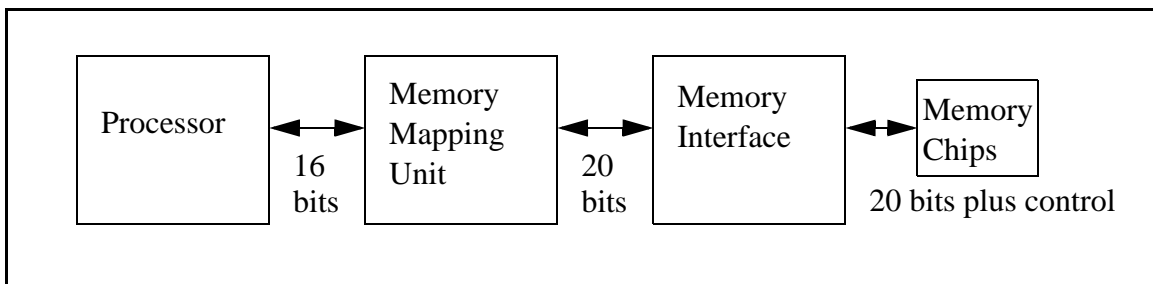 Processor
16
bits
Memory
Mapping
Unit
20
bits
Memory
Interface
Memory
Chips
20 bits plus control